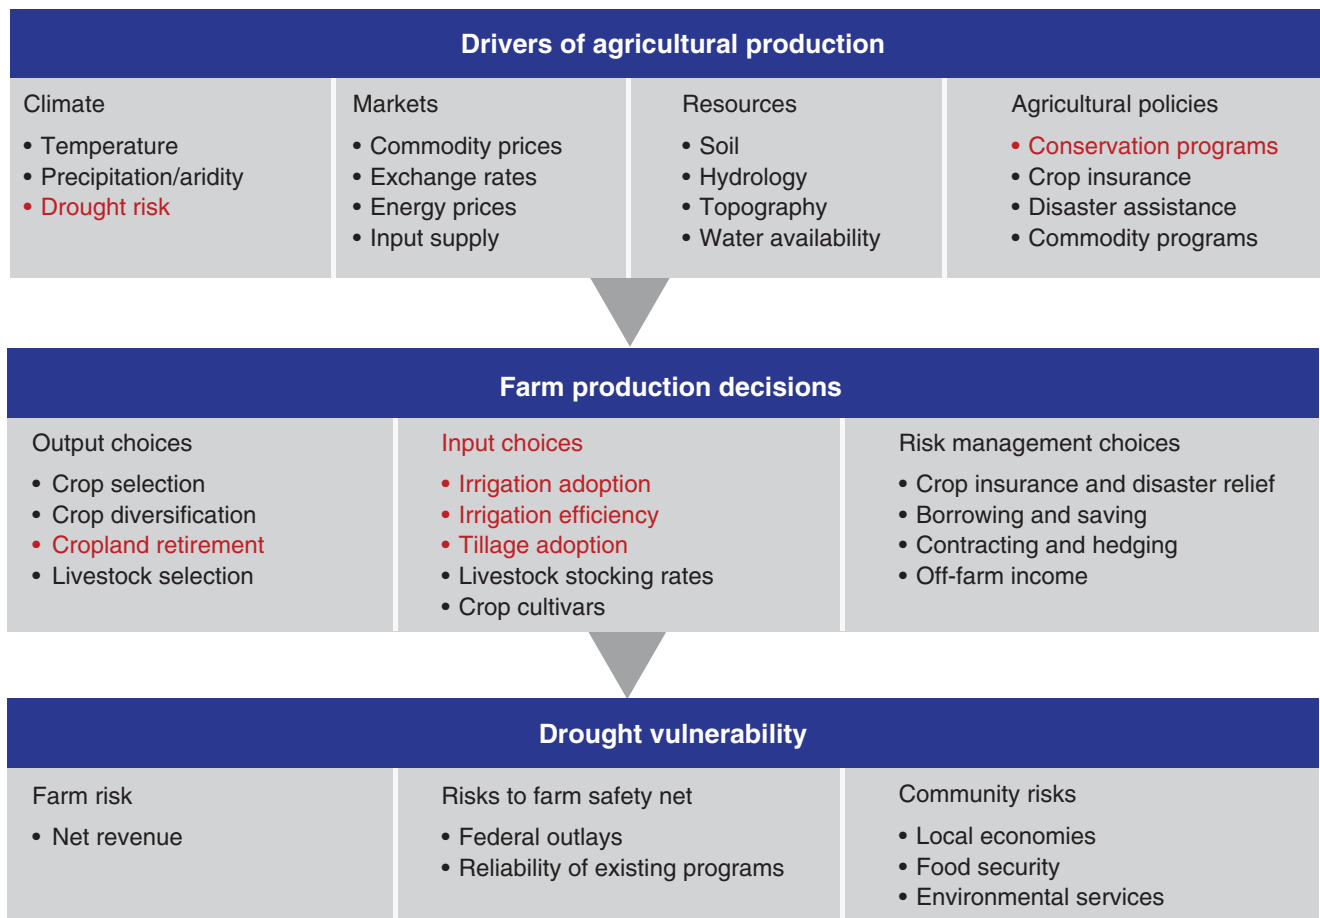 Drivers of agricultural production
Climate
• Temperature
• Precipitation/aridity
• Drought risk
Markets
• Commodity prices
• Exchange rates
• Energy prices
• Input supply
Resources
• Soil
• Hydrology
• Topography
• Water availability
Agricultural policies
• Conservation programs
• Crop insurance
• Disaster assistance
• Commodity programs
Farm production decisions
Output choices
• Crop selection
• Crop diversification
• Cropland retirement
• Livestock selection
Input choices
• Irrigation adoption
• Irrigation efficiency
• Tillage adoption
• Livestock stocking rates
• Crop cultivars
Risk management choices
• Crop insurance and disaster relief
• Borrowing and saving
• Contracting and hedging
• Off-farm income
Drought vulnerability
Farm risk
• Net revenue
Risks to farm safety net
• Federal outlays
• Reliability of existing programs
Community risks
• Local economies
• Food security
• Environmental services